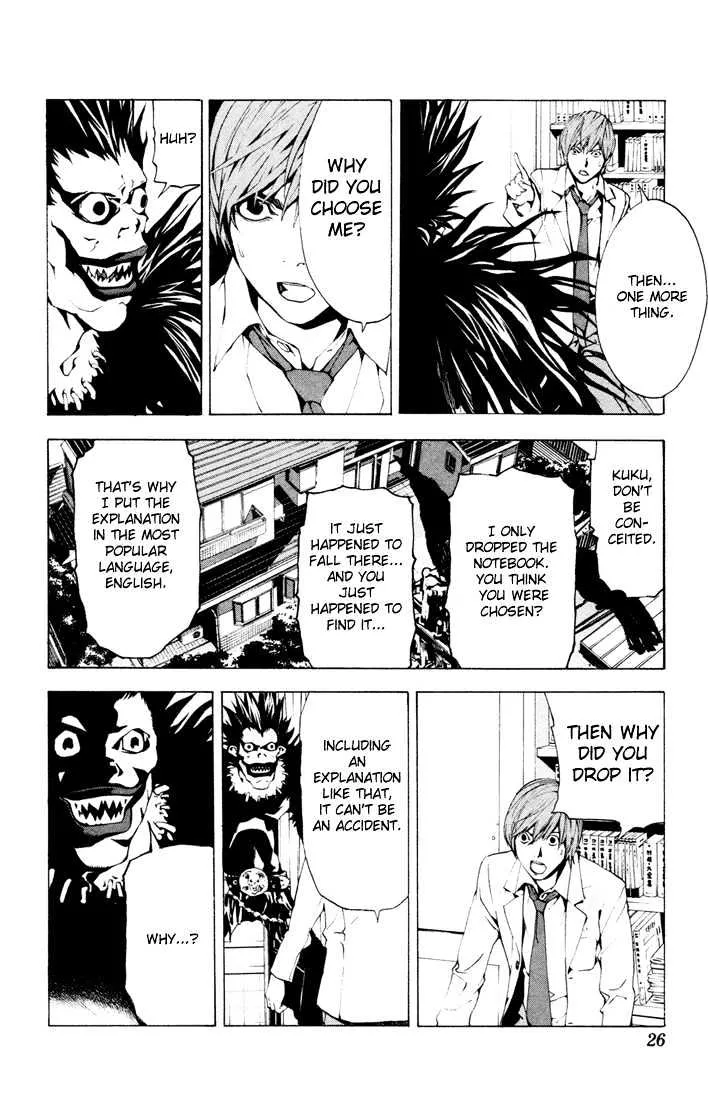 THEN...
ONE MORE
THING.
WHY
DID YOU
CHOOSE
ME?
HUH?
KUKU,
DON'T
BE
CON-
CEITED.
I ONLY
DROPPED THE
NOTEBOOK.
YOU THINK
YOU WERE
CHOSEN?
IT JUST
HAPPENED TO
FALL THERE...
AND YOU
JUST
HAPPENED TO
FIND IT...
THAT'S WHY
I PUT THE
EXPLANATION
IN THE MOST
POPULAR
LANGUAGE,
ENGLISH.
THEN WHY
DID YOU
DROP IT?
INCLUDING
AN
EXPLANATION
LIKE THAT,
IT CAN'T BE
AN ACCIDENT.
WHY...?
26